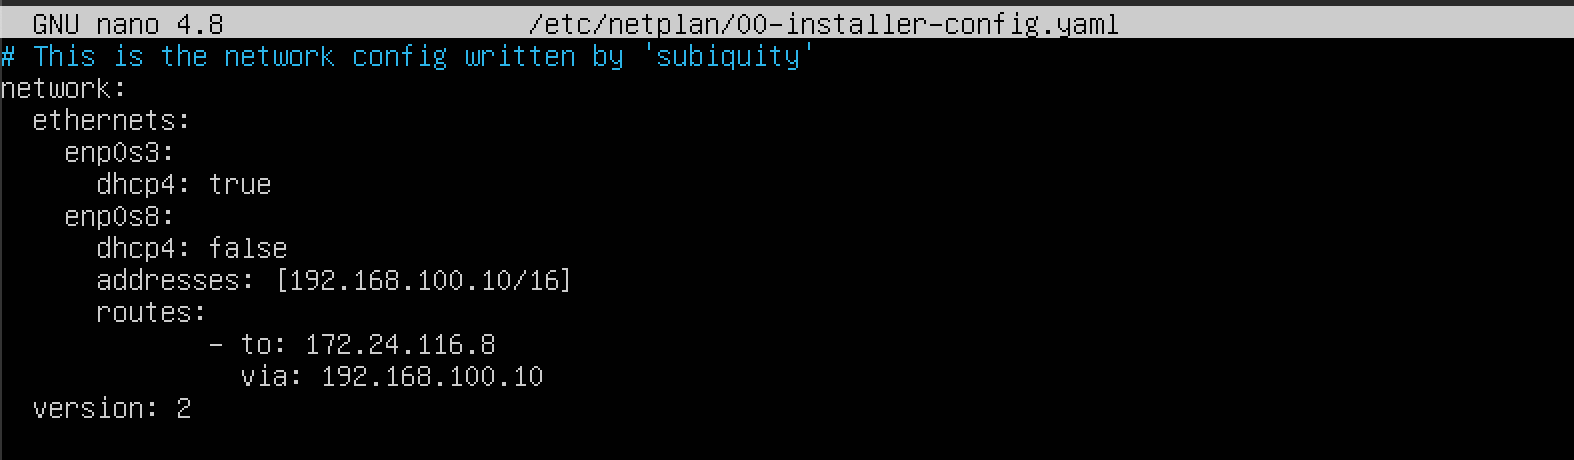 GNU nano 4.8 /etc/netplan/00-installer-config.yaml
# This is the network config written by 'subiquity'
network:
  ethernets:
    enp0s3:
      dhcp4: true
    enp0s8:
      dhcp4: false
      addresses: [192.168.100.10/16]
      routes:
             - to: 172.24.116.8
               via: 192.168.100.10
  version: 2